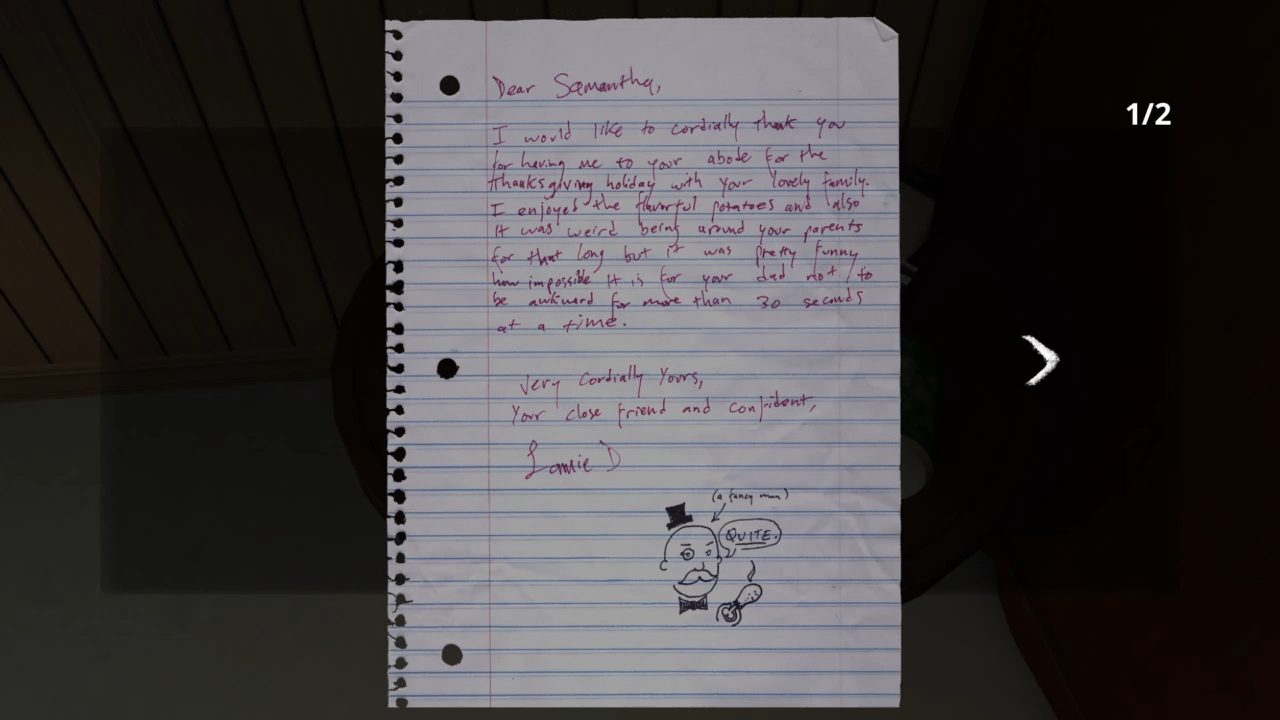 1/2
Dear Samantha,
I would like to cordially thank you
for having me to your abode for the
thanksgiving holiday with your lovely family.
I enjoyed the flavorful potatoes and also
it was weird being around your parents
for that long but it was pretty funny
how impossible it is for your dad not to
be awkward for more than 30 seconds
at a time.
Very Cordially Yours,
Your close friend and confident,
Lonnie D
(a fancy man)
QUITE.